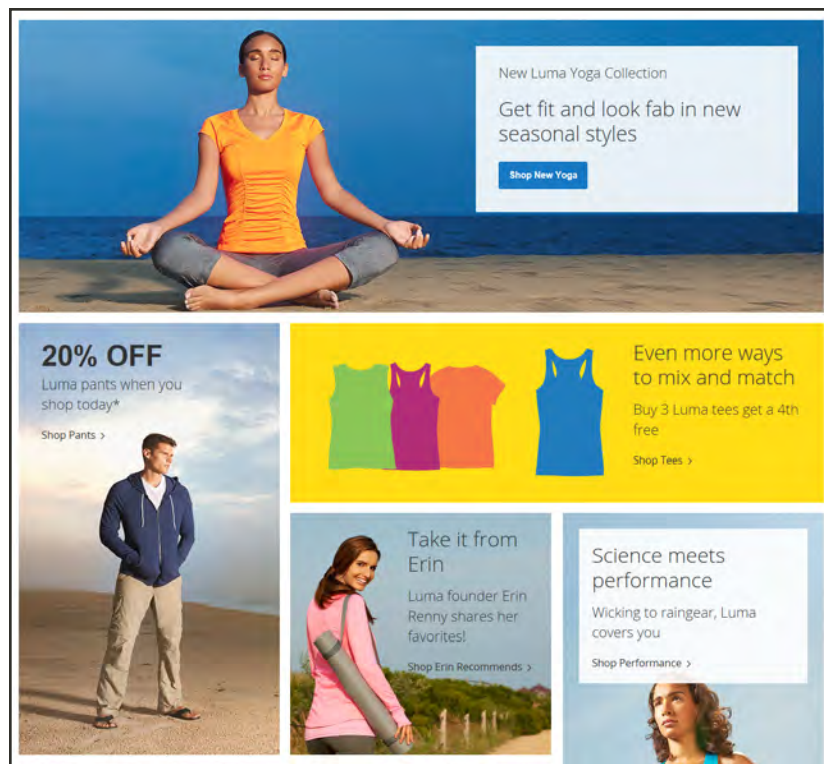 New Luma Yoga Collection
Get fit and look fab in new
seasonal styles
Shop New Yoga
20% OFF
Luma pants when you
shop today*
Shop Pants >
Even more ways
to mix and match
Buy 3 Luma tees get a 4th
free
Shop Tees >
Take it from
Erin
Luma founder Erin
Renny shares her
favorites!
Shop Erin Recommends >
Science meets
performance
Wicking to raingear, Luma
covers you
Shop Performance >